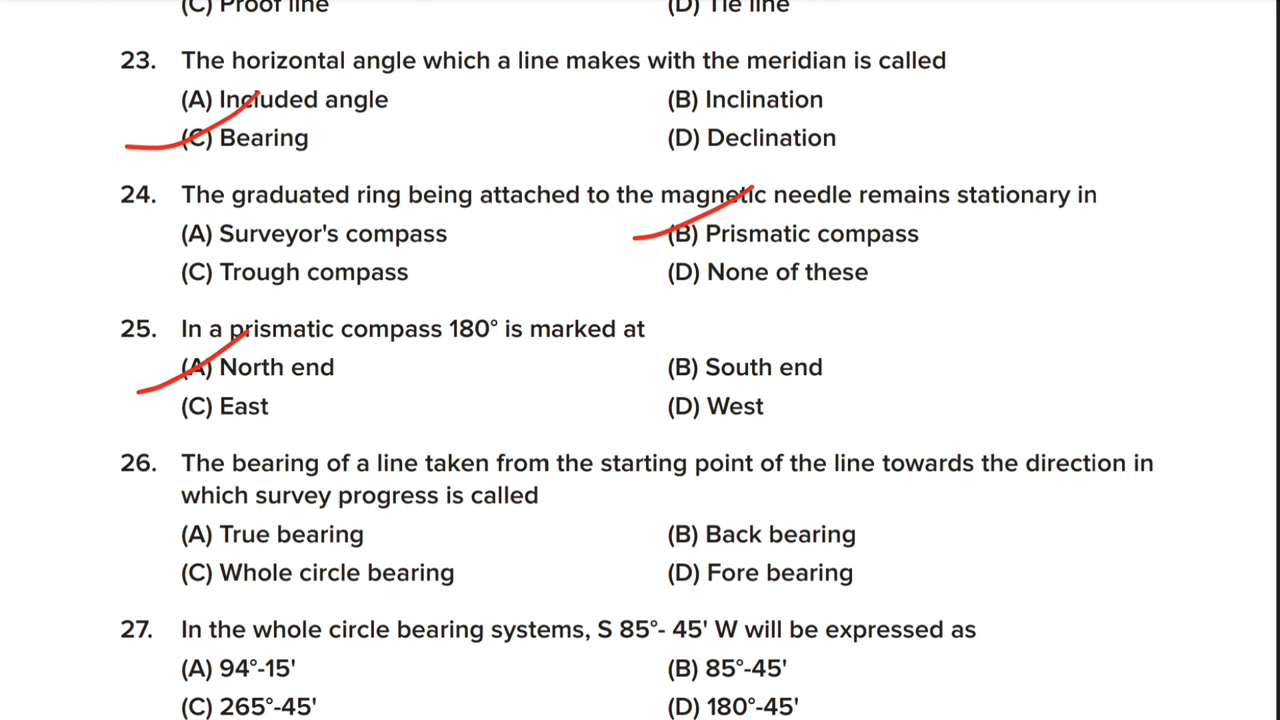 (C) Proof line (D) Tie line
23. The horizontal angle which a line makes with the meridian is called
(A) Included angle (B) Inclination
(C) Bearing (D) Declination
24. The graduated ring being attached to the magnetic needle remains stationary in
(A) Surveyor's compass (B) Prismatic compass
(C) Trough compass (D) None of these
25. In a prismatic compass 180° is marked at
(A) North end (B) South end
(C) East (D) West
26. The bearing of a line taken from the starting point of the line towards the direction in
which survey progress is called
(A) True bearing (B) Back bearing
(C) Whole circle bearing (D) Fore bearing
27. In the whole circle bearing systems, S 85°- 45' W will be expressed as
(A) 94°-15' (B) 85°-45'
(C) 265°-45' (D) 180°-45'